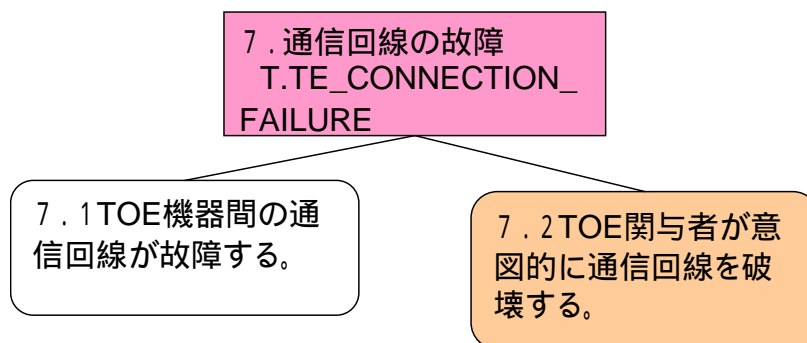 ７．通信回線の故障
T.TE_CONNECTION_
FAILURE
７．１TOE機器間の通
信回線が故障する。
７．２TOE関与者が意
図的に通信回線を破
壊する。